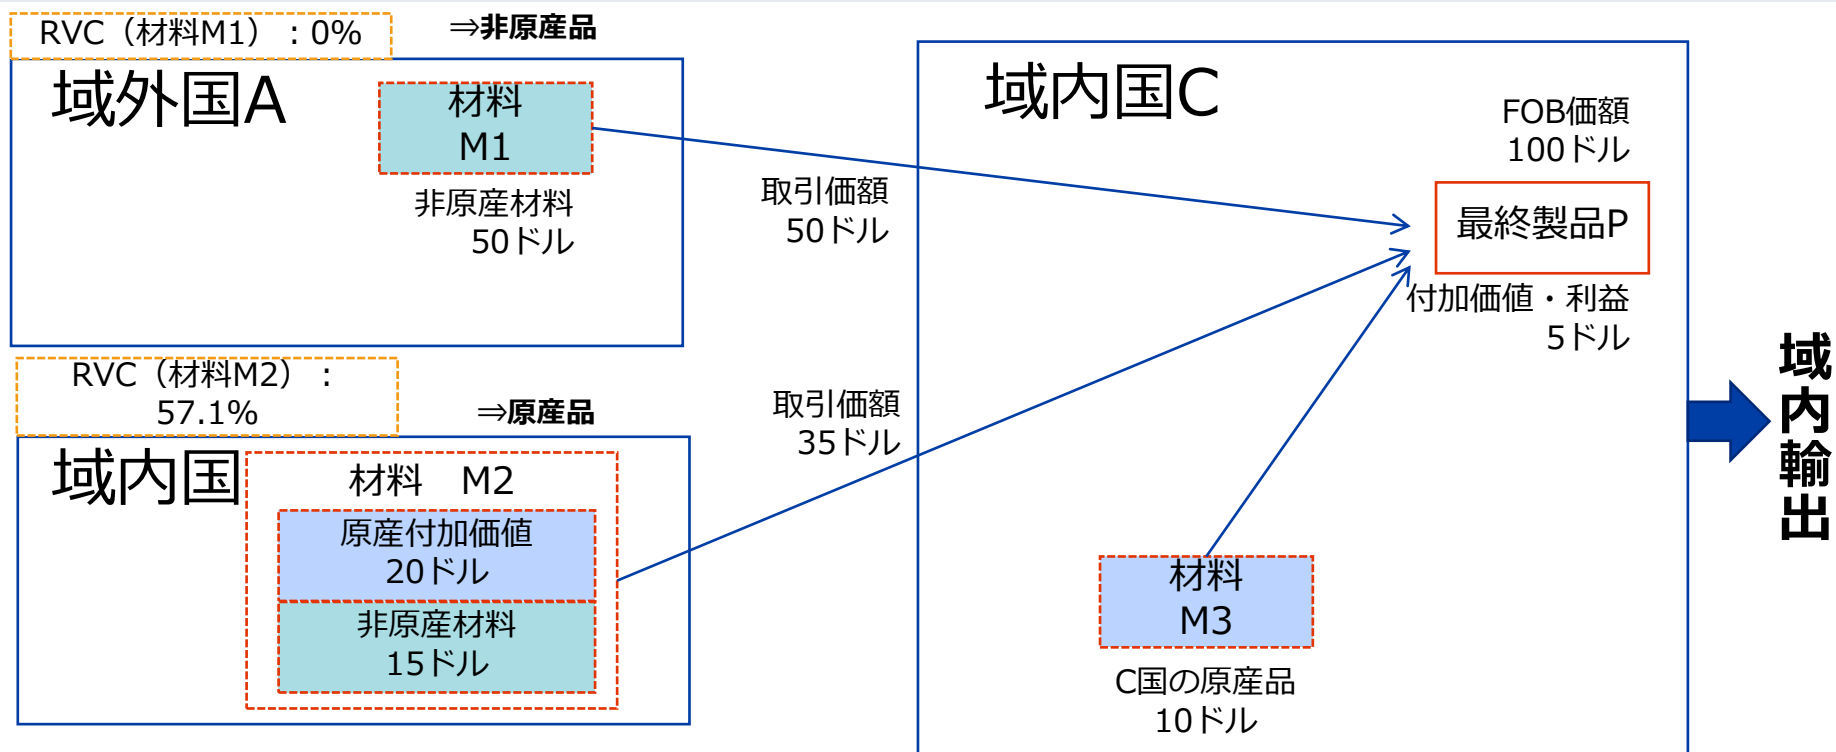 RVC（材料M1）：0%
⇒非原産品
域外国A
材料
M1
非原産材料
50ドル
取引価額
50ドル
RVC（材料M2）：
57.1%
⇒原産品
域内国
材料　M2
原産付加価値
20ドル
非原産材料
15ドル
取引価額
35ドル
域内国C
FOB価額
100ドル
最終製品P
付加価値・利益
5ドル
材料
M3
C国の原産品
10ドル
域内輸出